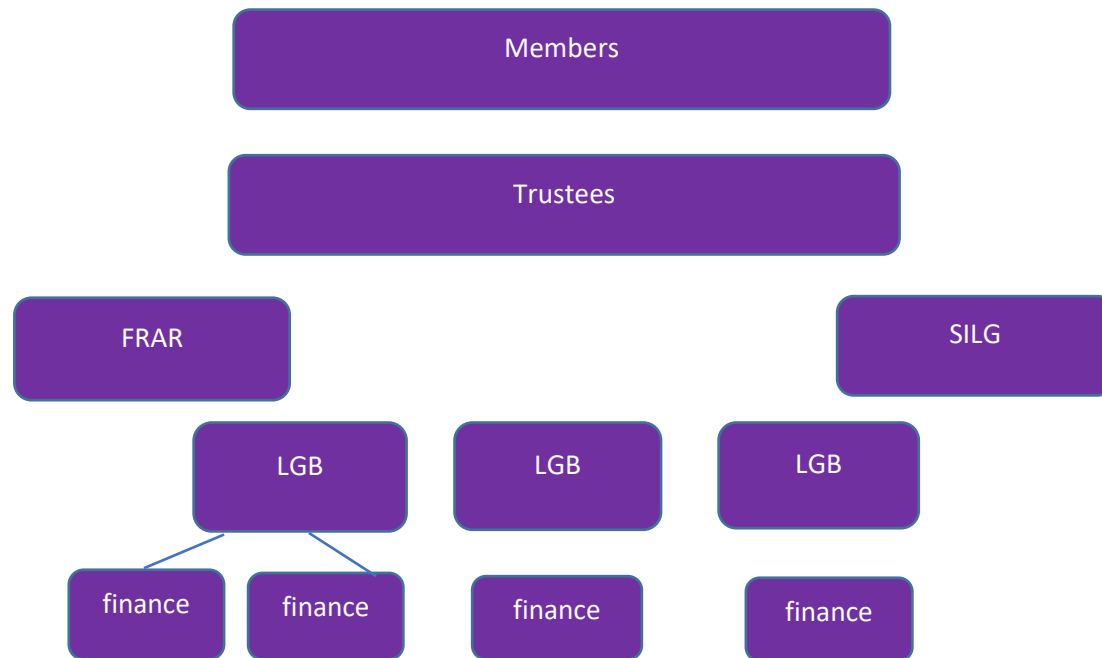 Members
Trustees
FRAR
SILG
LGB
LGB
LGB
finance
finance
finance
finance